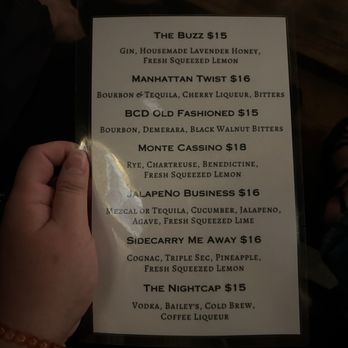 The Buzz $15
Gin, Housemade Lavender Honey,
Fresh Squeezed Lemon
Manhattan Twist $16
Bourbon & Tequila, Cherry Liqueur, Bitters
BCD Old Fashioned $15
Bourbon, Demerara, Black Walnut Bitters
Monte Cassino $18
Rye, Chartreuse, Benedictine,
Fresh Squeezed Lemon
JalapeNo Business $16
Mezcal or Tequila, Cucumber, Jalapeno,
Agave, Fresh Squeezed Lime
Sidecarry Me Away $16
Cognac, Triple Sec, Pineapple,
Fresh Squeezed Lemon
The Nightcap $15
Vodka, Bailey's, Cold Brew,
Coffee Liqueur